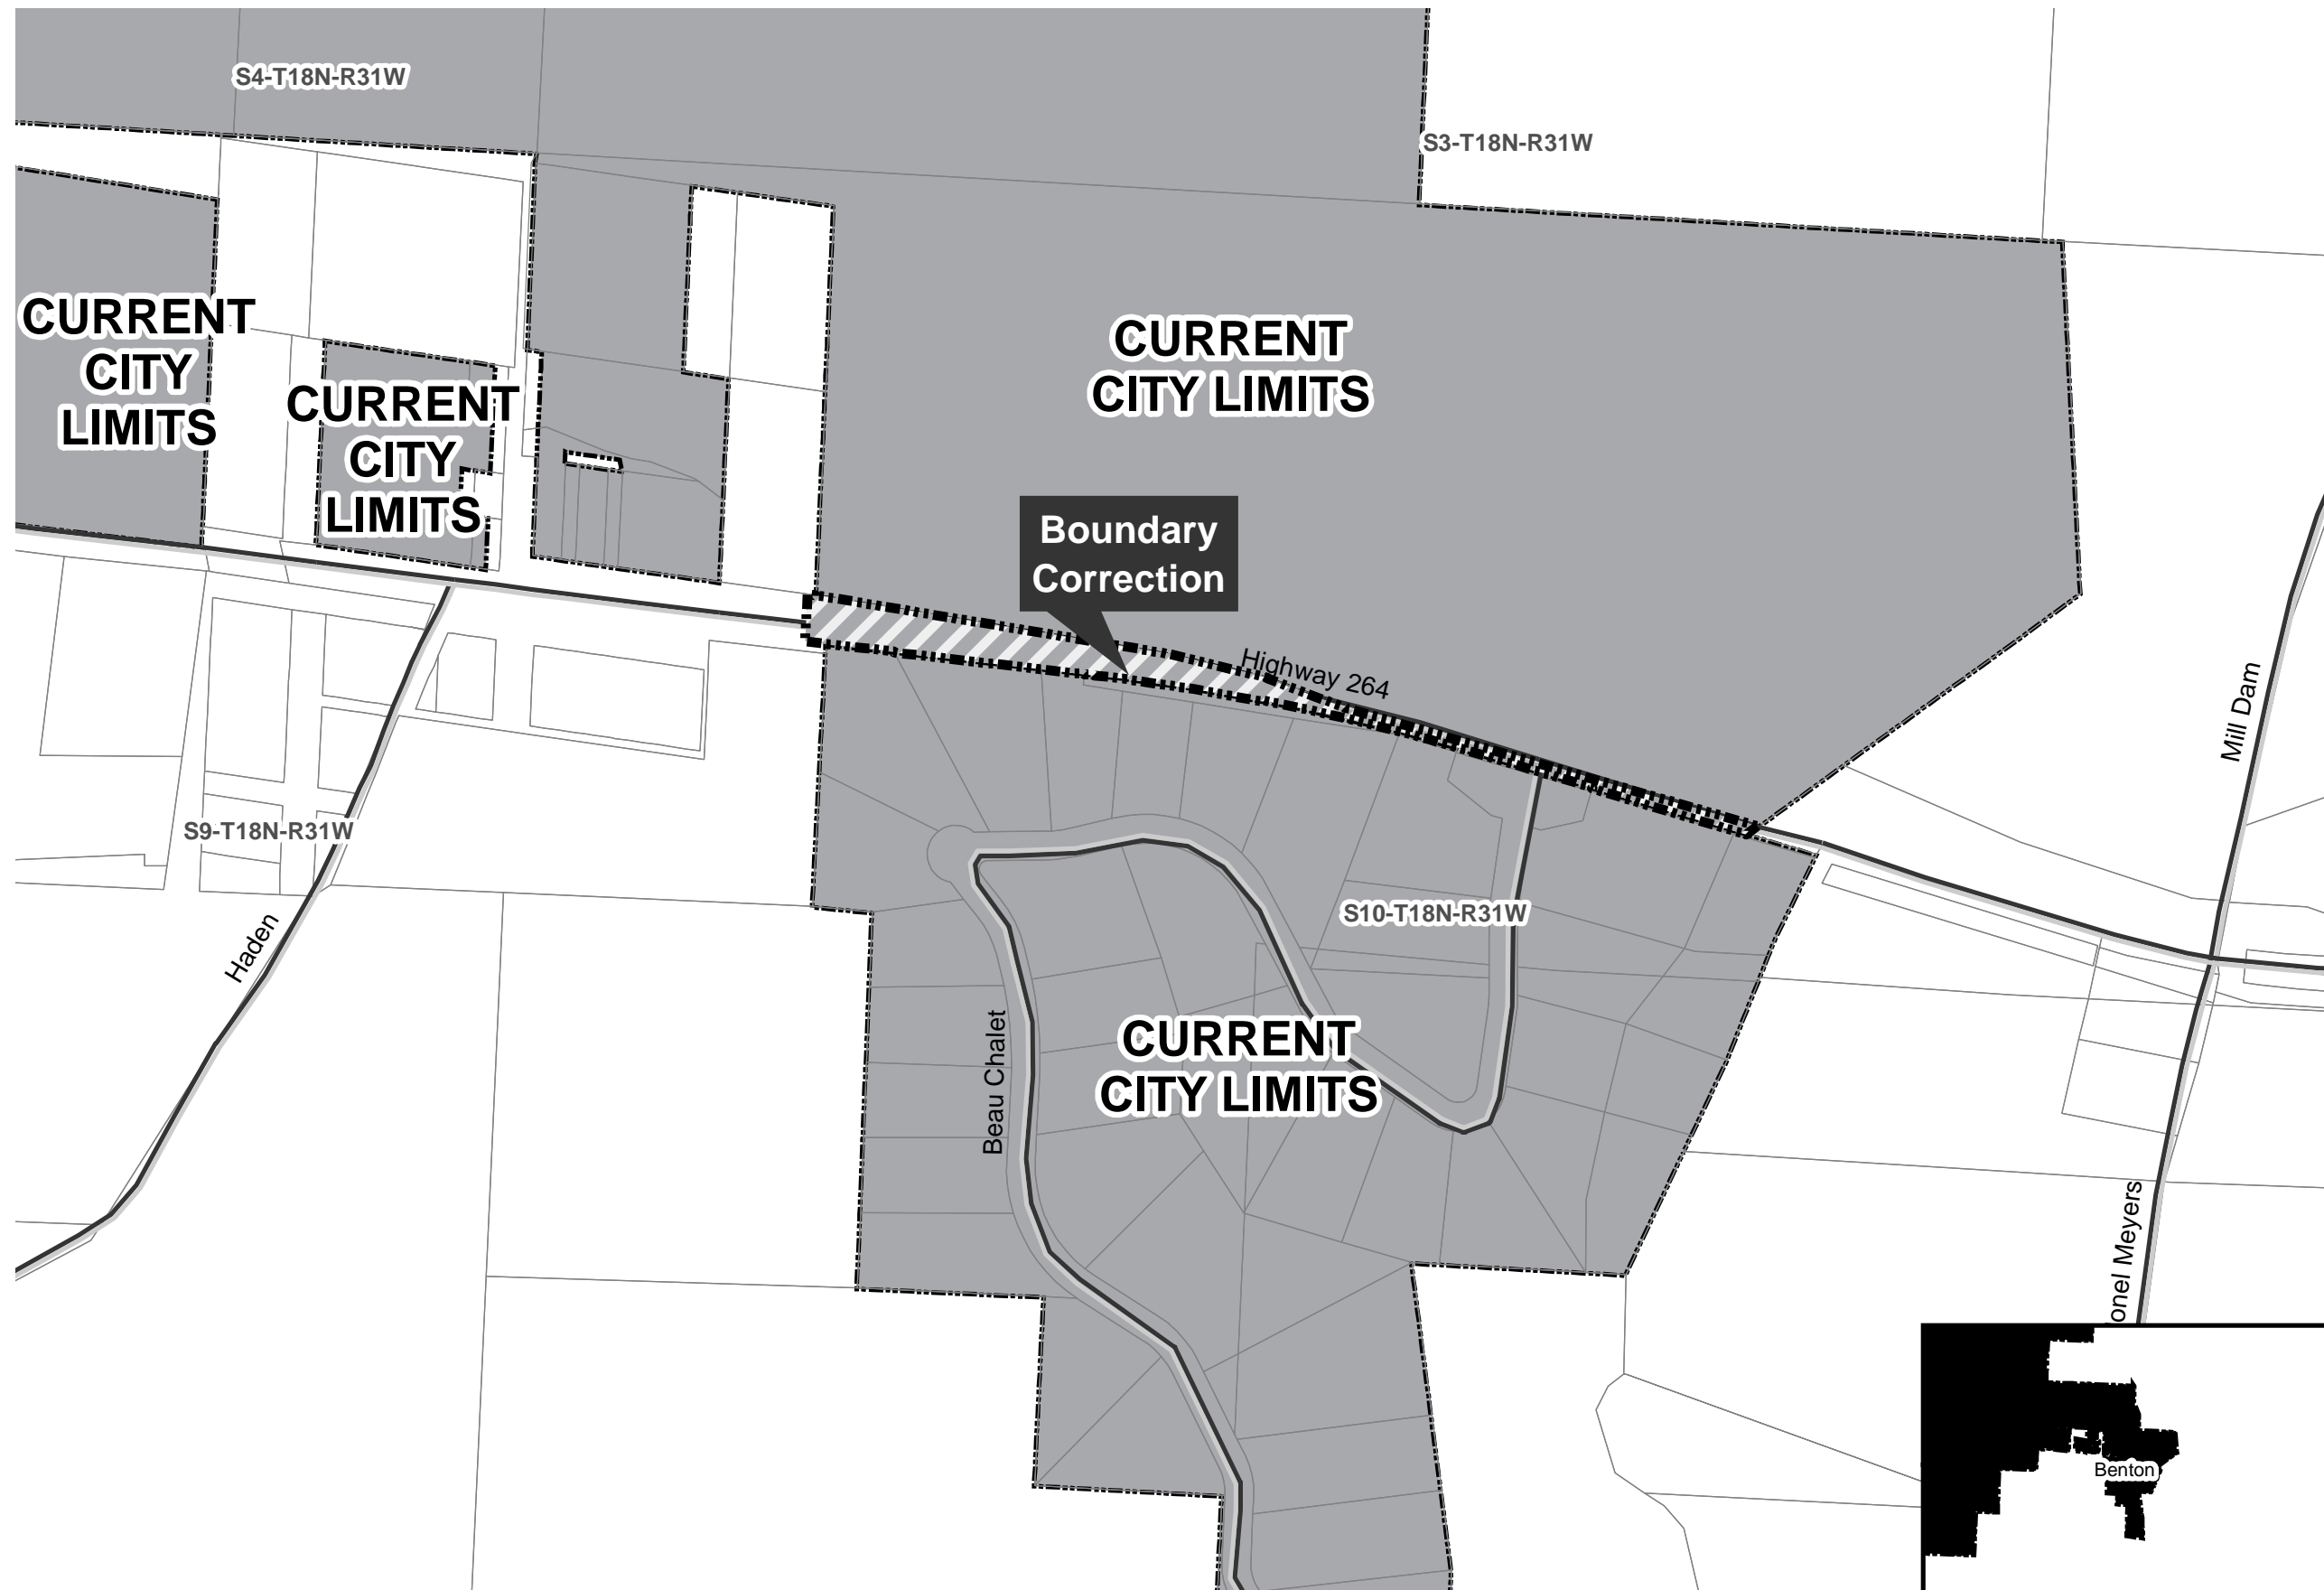 S4-T18N-R31W
S3-T18N-R31W
CURRENT
CITY
LIMITS
CURRENT
CITY
LIMITS
CURRENT
CITY LIMITS
Boundary
Correction
Highway 264
Mill Dam
S9-T18N-R31W
Haden
S10-T18N-R31W
Beau Chalet
CURRENT
CITY LIMITS
onel Meyers
Benton